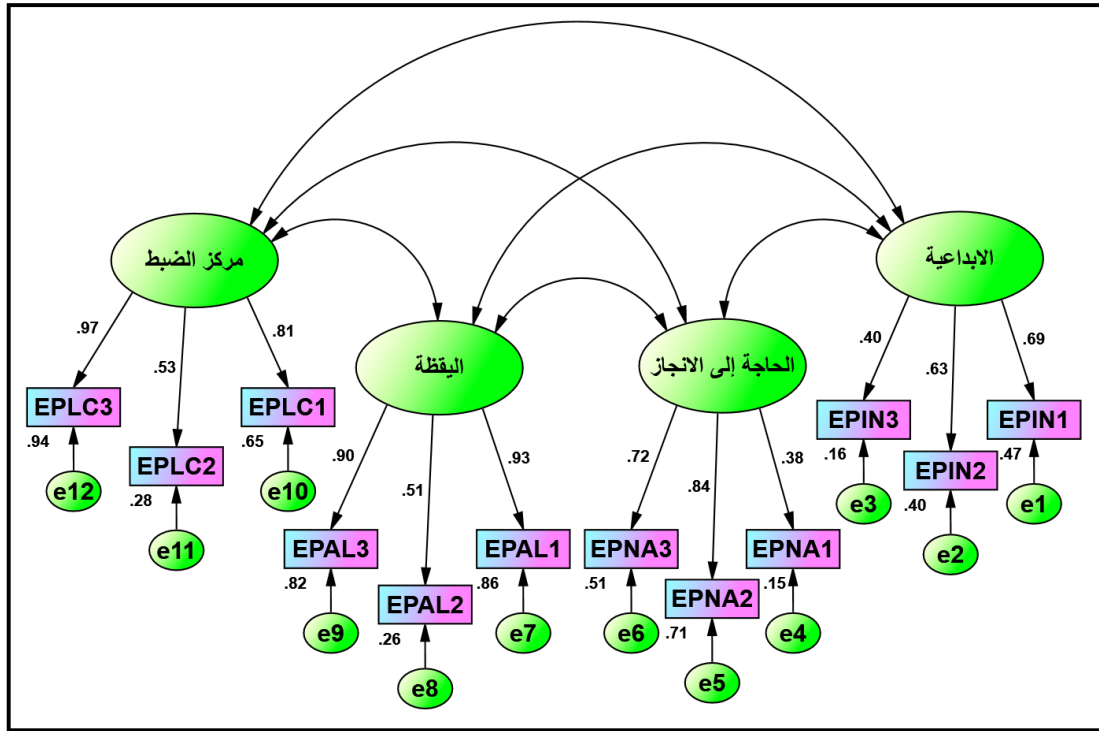 مركز الضبط
الابداعية
اليقظة
الحاجة إلى الانجاز
.97
.53
.81
.40
.63
.69
EPLC3
.94
e12
EPLC2
.28
e11
EPLC1
.65
e10
.90
.51
.93
.72
.84
.38
EPIN3
.16
e3
EPIN2
.40
e2
EPIN1
.47
e1
EPAL3
.82
e9
EPAL2
.26
e8
EPAL1
.86
e7
EPNA3
.51
e6
EPNA2
.71
e5
EPNA1
.15
e4